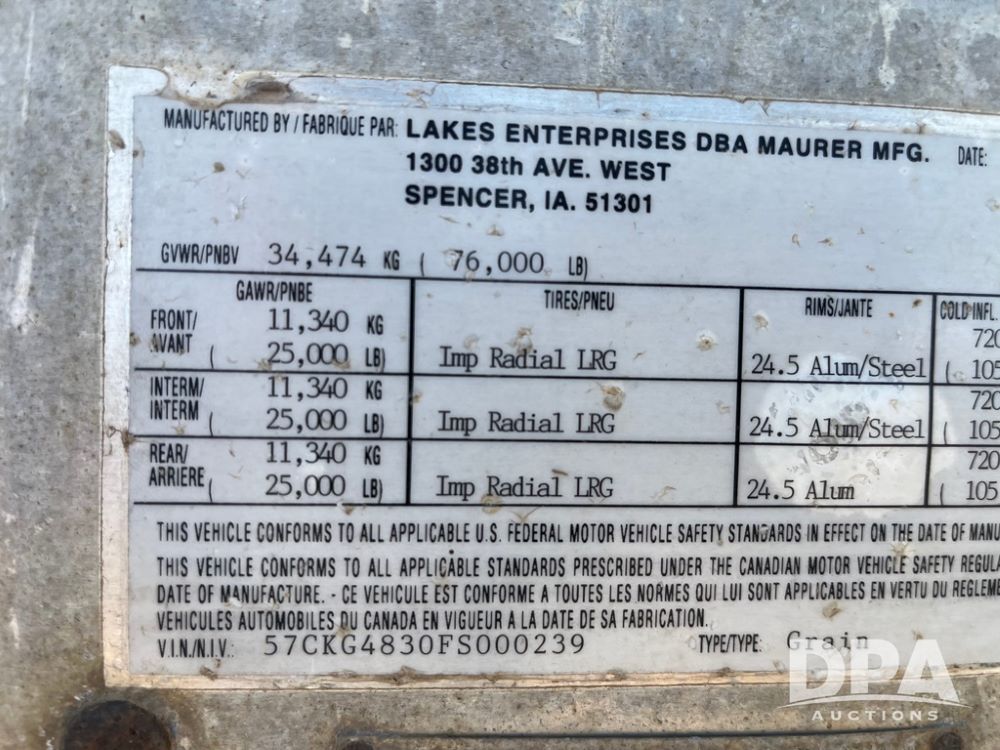 MANUFACTURED BY / FABRIQUE PAR: LAKES ENTERPRISES DBA MAURER MFG. DATE:
1300 38th AVE. WEST
SPENCER, IA. 51301
GVWR/PNBV 34,474 KG ( 76,000 LB)
GAWR/PNBE TIRES/PNEU RIMS/JANTE COLD INFL.
FRONT/ 11,340 KG 720
AVANT ( 25,000 LB) Imp Radial LRG 24.5 Alum/Steel ( 105
INTERM/ 11,340 KG 720
INTERM ( 25,000 LB) Imp Radial LRG 24.5 Alum/Steel ( 105
REAR/ 11,340 KG 720
ARRIERE ( 25,000 LB) Imp Radial LRG 24.5 Alum ( 105
THIS VEHICLE CONFORMS TO ALL APPLICABLE U.S. FEDERAL MOTOR VEHICLE SAFETY STANDARDS IN EFFECT ON THE DATE OF MANU
THIS VEHICLE CONFORMS TO ALL APPLICABLE STANDARDS PRESCRIBED UNDER THE CANADIAN MOTOR VEHICLE SAFETY REGULA
DATE OF MANUFACTURE. - CE VEHICULE EST CONFORME A TOUTES LES NORMES QUI LUI SONT APPLICABLES EN VERTU DU REGLEME
VEHICULES AUTOMOBILES DU CANADA EN VIGUEUR A LA DATE DE SA FABRICATION.
V.I.N./N.I.V.: 57CKG4830FS000239 TYPE/TYPE: Grain
DPA
AUCTIONS